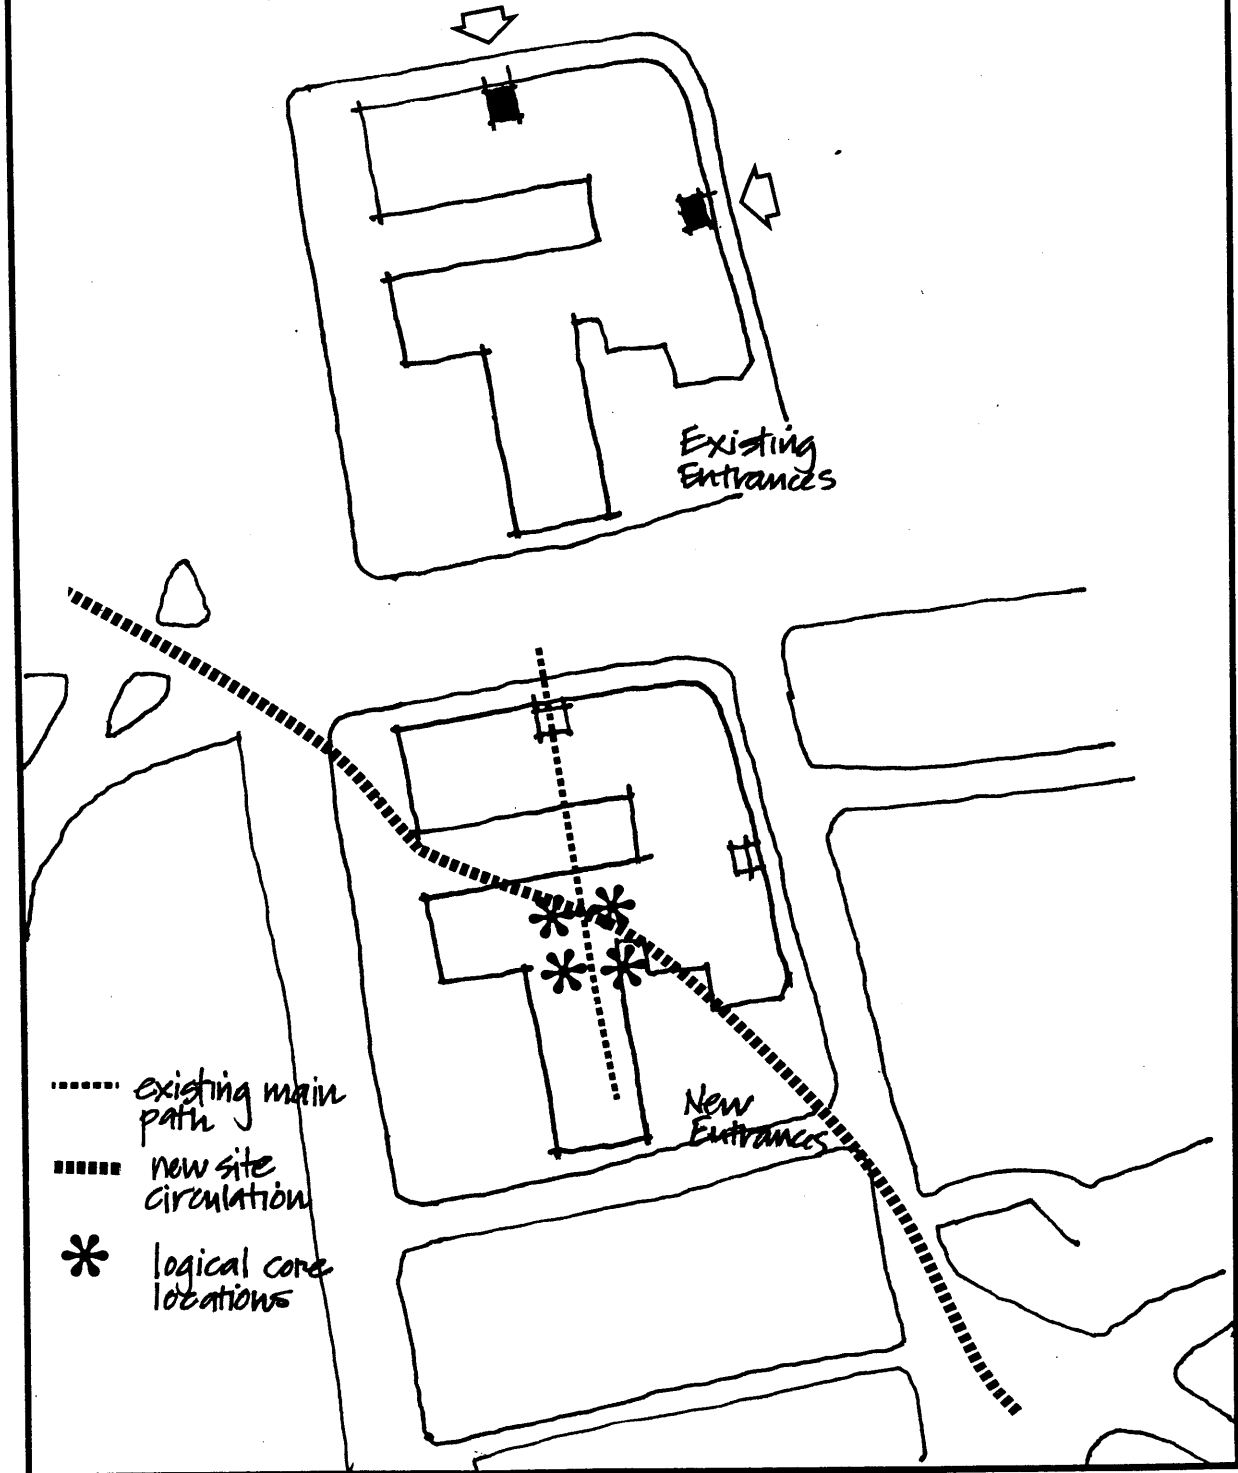 Existing
Entrances
existing main
path
new site
circulation
logical core
locations
New
Entrances